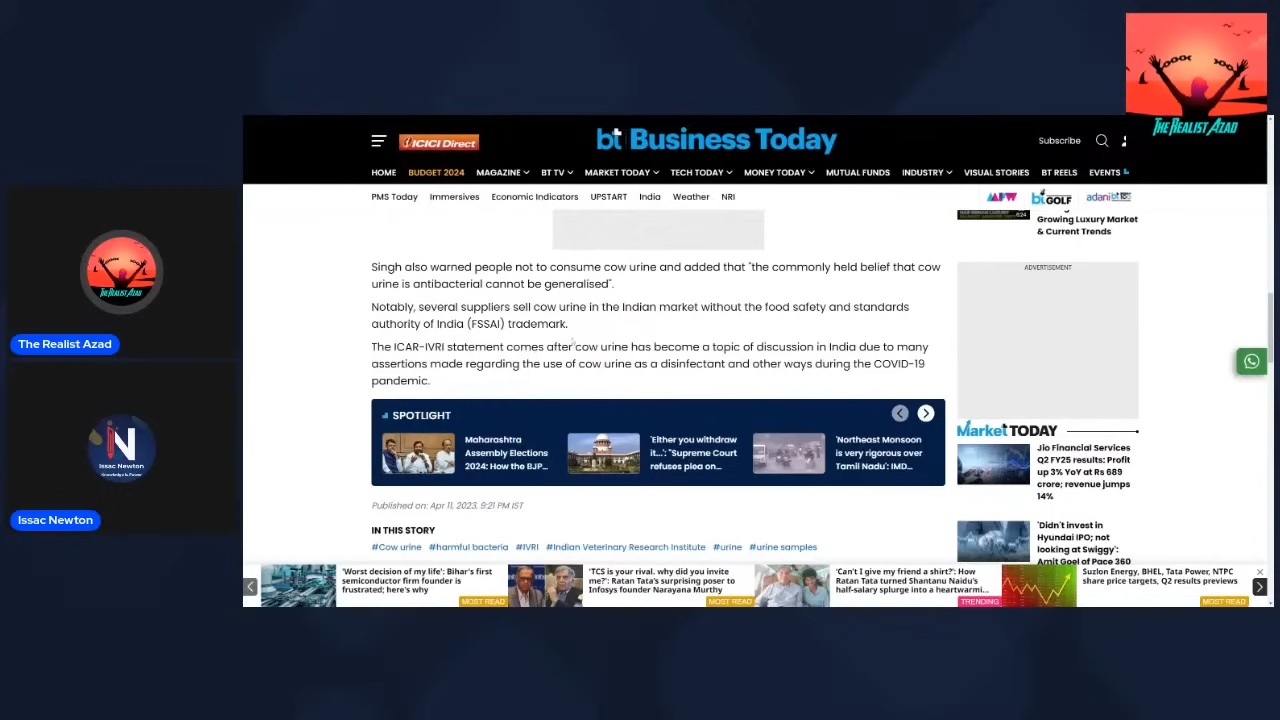 THE REALIST AZAD
bt Business Today
ICICI Direct
Subscribe
HOME BUDGET 2024 MAGAZINE BT TV MARKET TODAY TECH TODAY MONEY TODAY MUTUAL FUNDS INDUSTRY VISUAL STORIES BT REELS EVENTS
PMS Today Immersives Economic Indicators UPSTART India Weather NRI
bt GOLF
adani
Growing Luxury Market
& Current Trends
ADVERTISEMENT
Singh also warned people not to consume cow urine and added that "the commonly held belief that cow
urine is antibacterial cannot be generalised".
Notably, several suppliers sell cow urine in the Indian market without the food safety and standards
authority of India (FSSAI) trademark.
The ICAR-IVRI statement comes after cow urine has become a topic of discussion in India due to many
assertions made regarding the use of cow urine as a disinfectant and other ways during the COVID-19
pandemic.
SPOTLIGHT
Maharashtra
Assembly Elections
2024: How the BJP...
'Either you withdraw
it...': "Supreme Court
refuses plea on...
'Northeast Monsoon
is very rigorous over
Tamil Nadu': IMD...
Published on: Apr 11, 2023, 9:21 PM IST
IN THIS STORY
#Cow urine #harmful bacteria #IVRI #Indian Veterinary Research Institute #urine #urine samples
Market TODAY
Jio Financial Services
Q2 FY25 results: Profit
up 3% YoY at Rs 689
crore; revenue jumps
14%
'Didn't invest in
Hyundai IPO; not
looking at Swiggy':
Amit Goel of Pace 360
'Worst decision of my life': Bihar's first
semiconductor firm founder is
frustrated; here's why
MOST READ
'TCS is your rival. why did you invite
me?': Ratan Tata's surprising poser to
Infosys founder Narayana Murthy
MOST READ
'Can't I give my friend a shirt?': How
Ratan Tata turned Shantanu Naidu's
half-salary splurge into a heartwarmi...
TRENDING
Suzlon Energy, BHEL, Tata Power, NTPC
share price targets, Q2 results previews
MOST READ
THE REALIST AZAD
The Realist Azad
N
Issac Newton
Knowledge is Power
Issac Newton